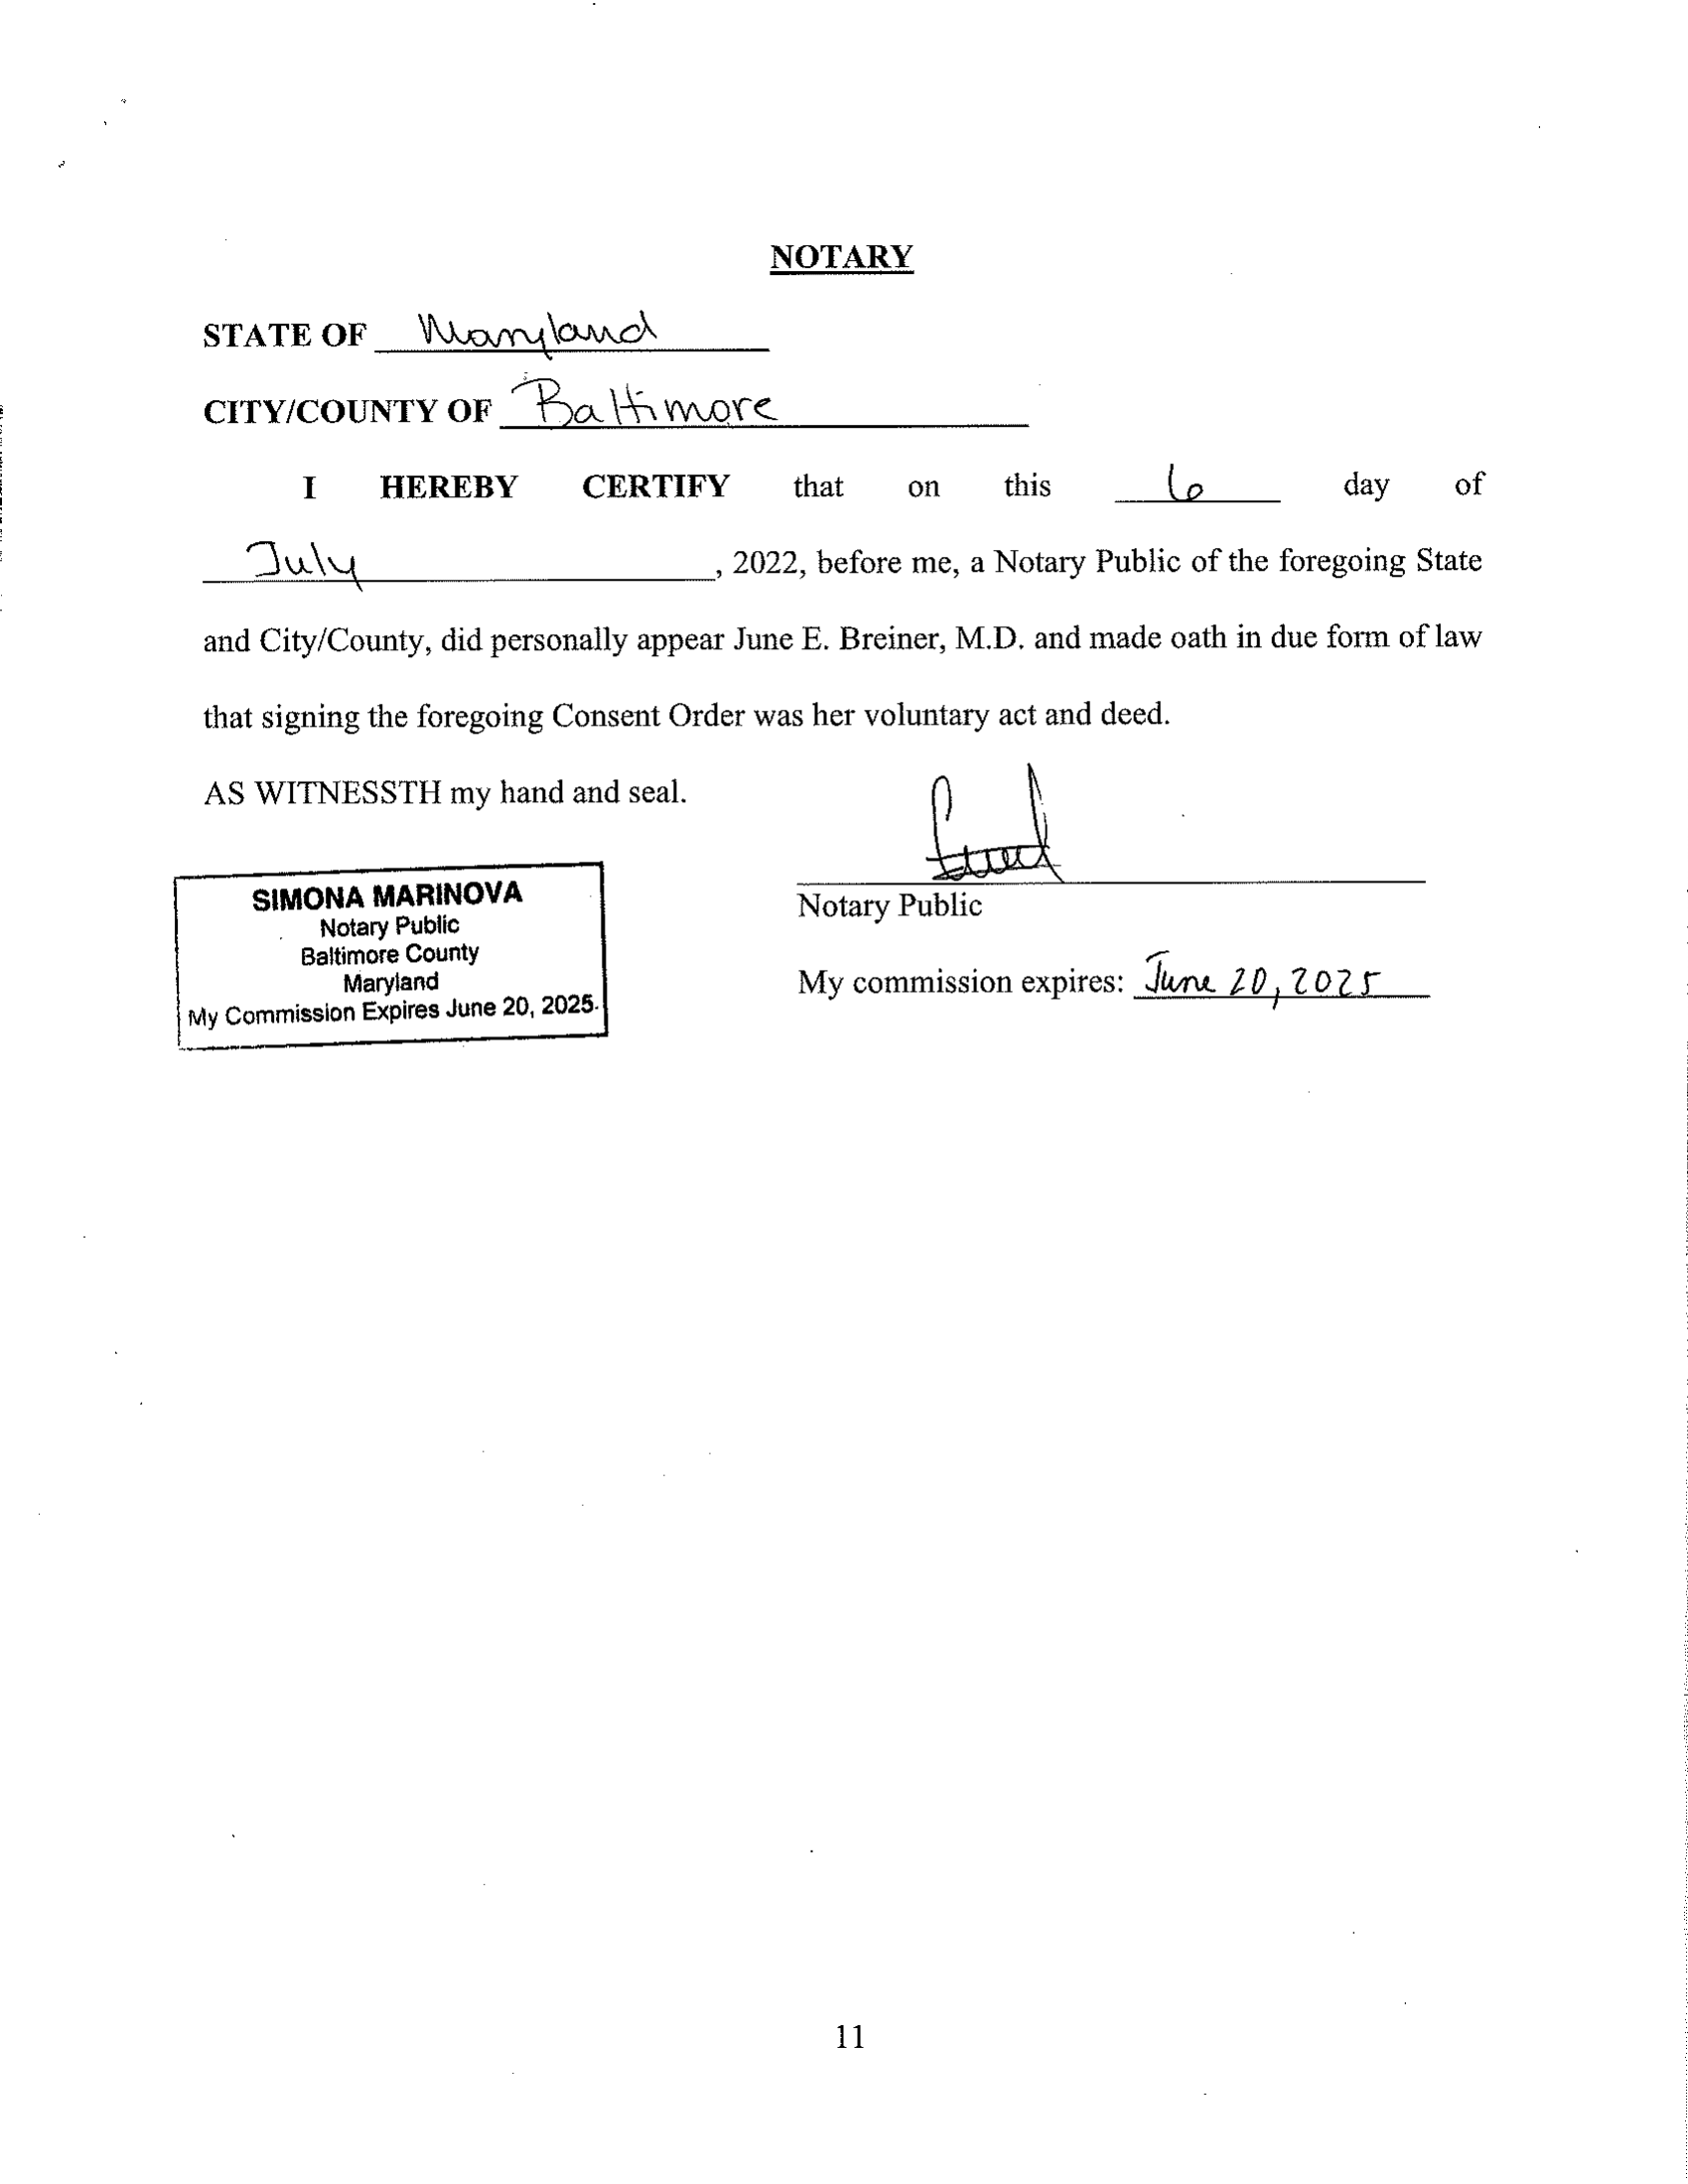 NOTARY
STATE OF Maryland
CITY/COUNTY OF Baltimore
I HEREBY CERTIFY that on this 6 day of
July, 2022, before me, a Notary Public of the foregoing State
and City/County, did personally appear June E. Breiner, M.D. and made oath in due form of law
that signing the foregoing Consent Order was her voluntary act and deed.
AS WITNESSTH my hand and seal.
SIMONA MARINOVA
Notary Public
Baltimore County
Maryland
My Commission Expires June 20, 2025.
Notary Public
My commission expires: June 20, 2025
11